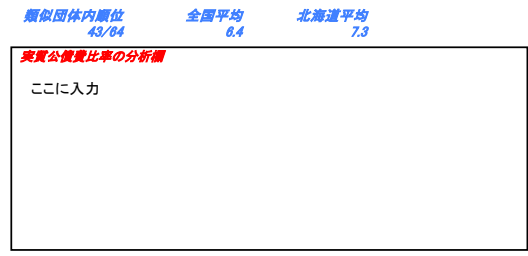 類似団体内順位 全国平均 北海道平均
43/64 6.4 7.3
実質公債費比率の分析欄
ここに入力